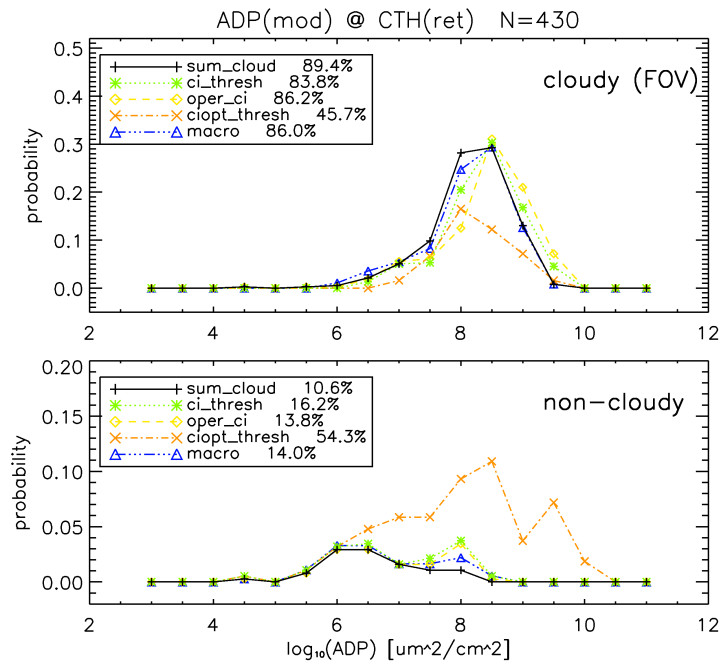 ADP(mod) @ CTH(ret) N=430
0.5
0.4
0.3
0.2
0.1
0.0
probability
sum_cloud 89.4%
ci_thresh 83.8%
oper_ci 86.2%
ciopt_thresh 45.7%
macro 86.0%
cloudy (FOV)
2 4 6 8 10 12
0.20
0.15
0.10
0.05
0.00
probability
sum_cloud 10.6%
ci_thresh 16.2%
oper_ci 13.8%
ciopt_thresh 54.3%
macro 14.0%
non-cloudy
2 4 6 8 10 12
log₁₀(ADP) [um^2/cm^2]